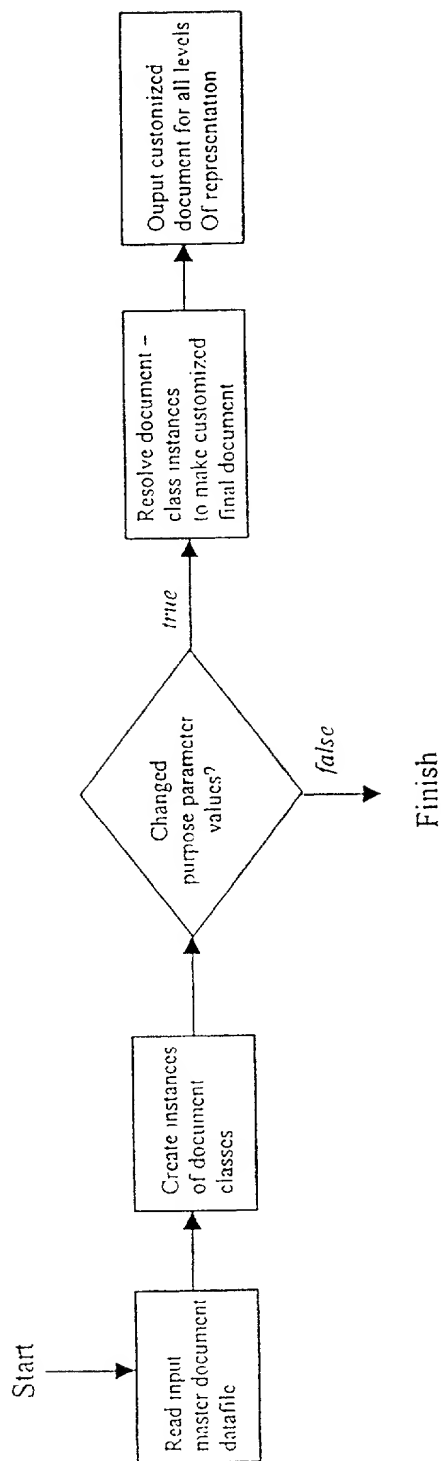 Start
Read input
master document
datafile
Create instances
of document
classes
Changed
purpose parameter
values?
true
false
Finish
Resolve document –
class instances
to make customized
final document
Ouput customized
document for all levels
Of representation